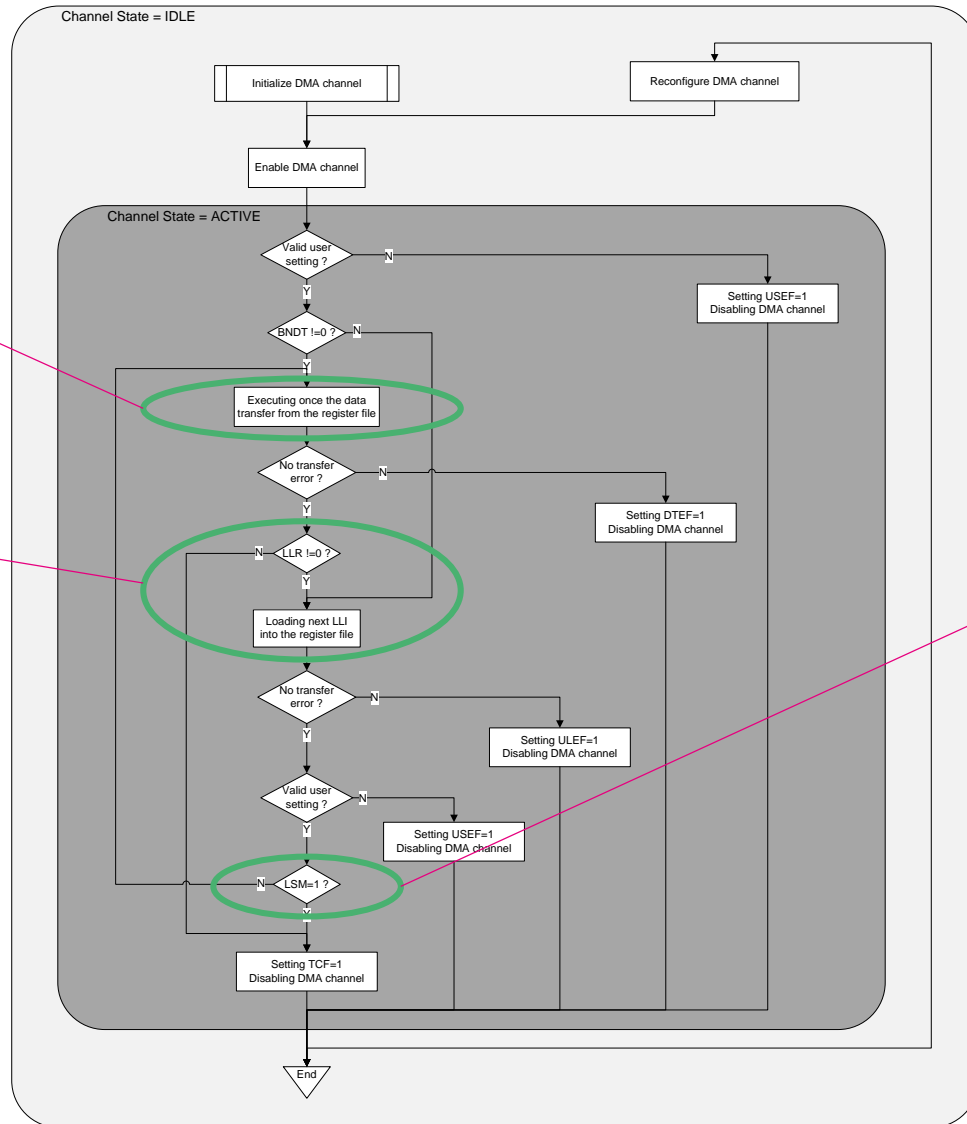 Channel State = IDLE
Initialize DMA channel
Reconfigure DMA channel
Enable DMA channel
Channel State = ACTIVE
Valid user
setting ?
N
Y
Setting USEF=1
Disabling DMA channel
BNDT !=0 ?
N
Y
Executing once the data
transfer from the register file
No transfer
error ?
N
Y
Setting DTEF=1
Disabling DMA channel
LLR !=0 ?
N
Y
Loading next LLI
into the register file
No transfer
error ?
N
Y
Setting ULEF=1
Disabling DMA channel
Valid user
setting ?
N
Y
Setting USEF=1
Disabling DMA channel
LSM=1 ?
N
Y
Setting TCF=1
Disabling DMA channel
End